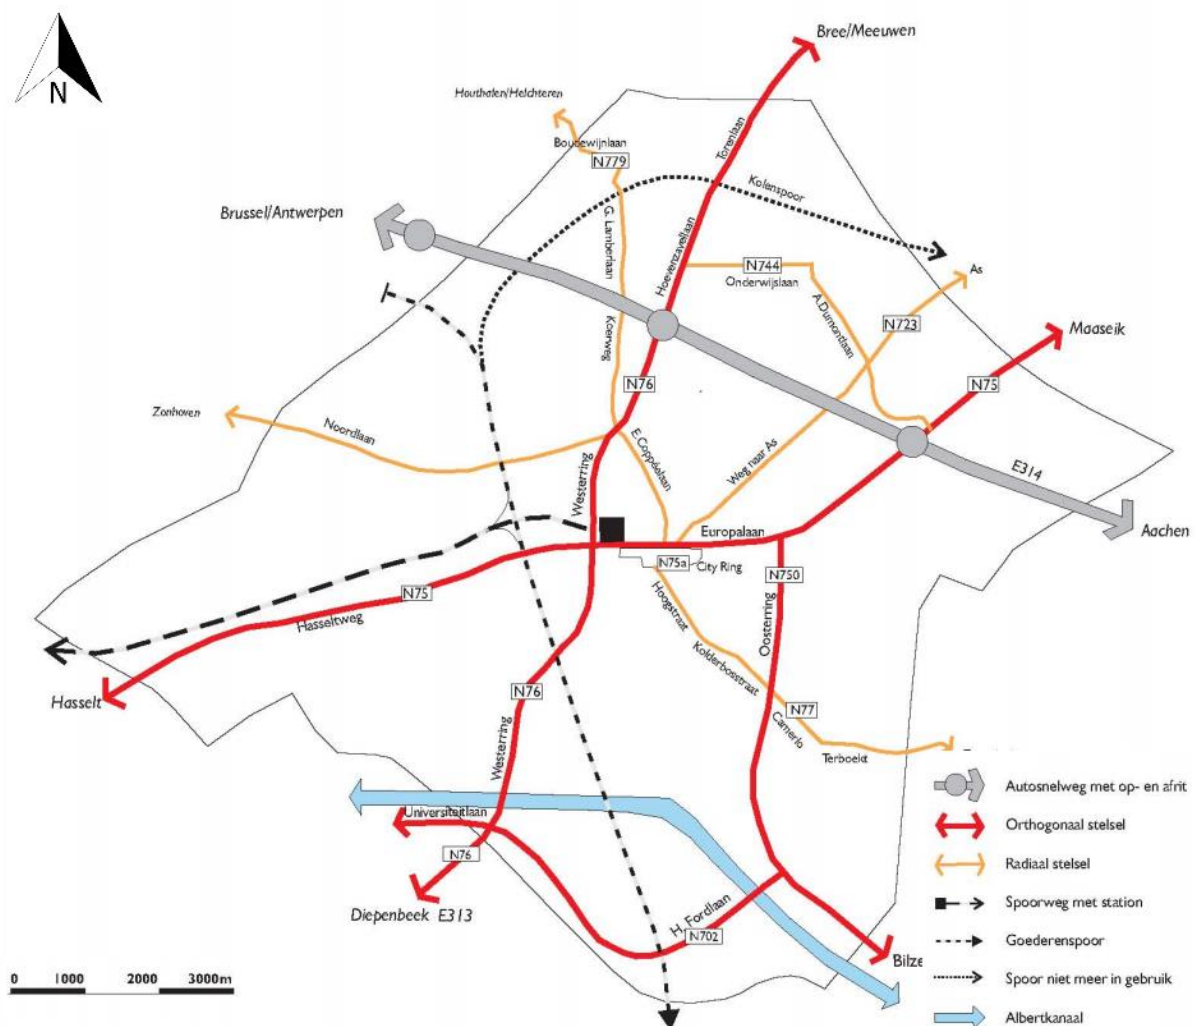 Bree/Meeuwen
N
Houthalen/Helchteren
Boudewijnlaan
N779
Torenlaan
Kolenspoor
Brussel/Antwerpen
G. Lamberlaan
Hoevenzavellaan
N744
Onderwijslaan
As
A.Dumontlaan
N723
Maaseik
Koerweg
N76
N75
Zonhoven
Noordlaan
E.Coppéelaan
Westerring
Weg naar As
E314
Europalaan
Aachen
N75a
City Ring
N750
N75
Hasseltweg
Hoogstraat
Oosterring
Kolderbosstraat
Hasselt
N76
N77
Camerlo
Westerring
Terboekt
Universiteitlaan
N76
Diepenbeek E313
H. Fordlaan
N702
Bilze
0 1000 2000 3000m
Autosnelweg met op- en afrit
Orthogonaal stelsel
Radiaal stelsel
Spoorweg met station
Goederenspoor
Spoor niet meer in gebruik
Albertkanaal